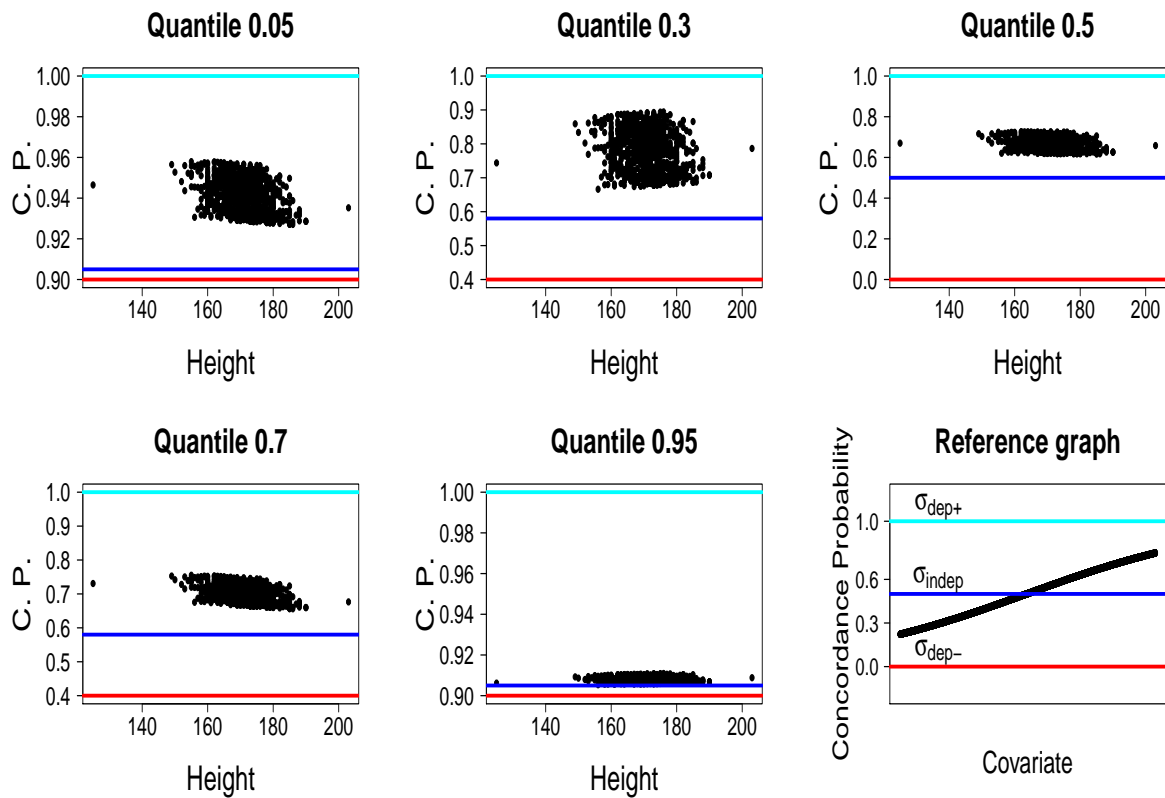 Quantile 0.05
C. P.
1.00
0.98
0.96
0.94
0.92
0.90
140 160 180 200
Height
Quantile 0.3
C. P.
1.0
0.9
0.8
0.7
0.6
0.5
0.4
140 160 180 200
Height
Quantile 0.5
C. P.
1.0
0.8
0.6
0.4
0.2
0.0
140 160 180 200
Height
Quantile 0.7
C. P.
1.0
0.9
0.8
0.7
0.6
0.5
0.4
140 160 180 200
Height
Quantile 0.95
C. P.
1.00
0.98
0.96
0.94
0.92
0.90
140 160 180 200
Height
Reference graph
Concordance Probability
1.0
0.6
0.3
0.0
σdep+
σindep
σdep−
Covariate